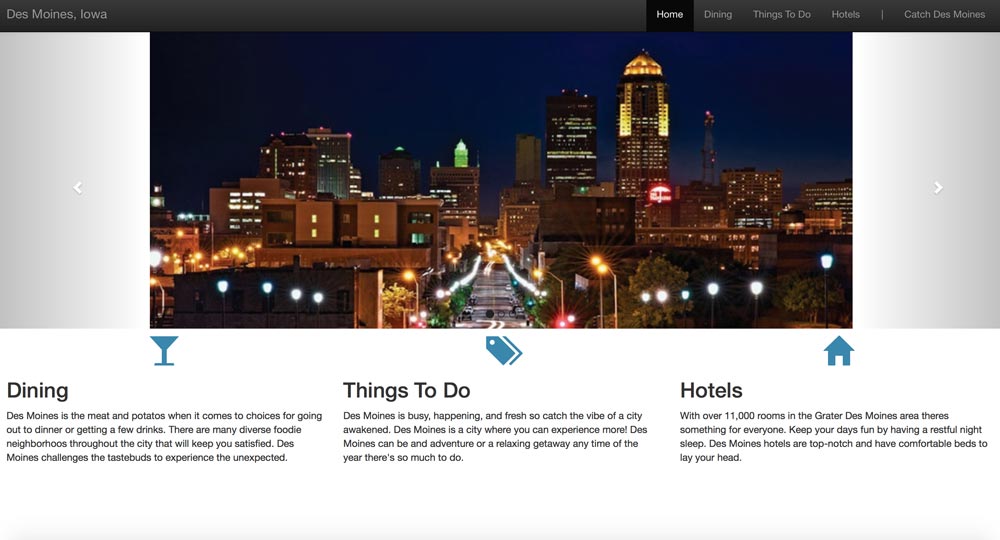 Des Moines, Iowa
Home Dining Things To Do Hotels | Catch Des Moines
Dining
Des Moines is the meat and potatos when it comes to choices for going
out to dinner or getting a few drinks. There are many diverse foodie
neighborhoos throughout the city that will keep you satisfied. Des
Moines challenges the tastebuds to experience the unexpected.
Things To Do
Des Moines is busy, happening, and fresh so catch the vibe of a city
awakened. Des Moines is a city where you can experience more! Des
Moines can be and adventure or a relaxing getaway any time of the
year there's so much to do.
Hotels
With over 11,000 rooms in the Grater Des Moines area theres
something for everyone. Keep your days fun by having a restful night
sleep. Des Moines hotels are top-notch and have comfortable beds to
lay your head.